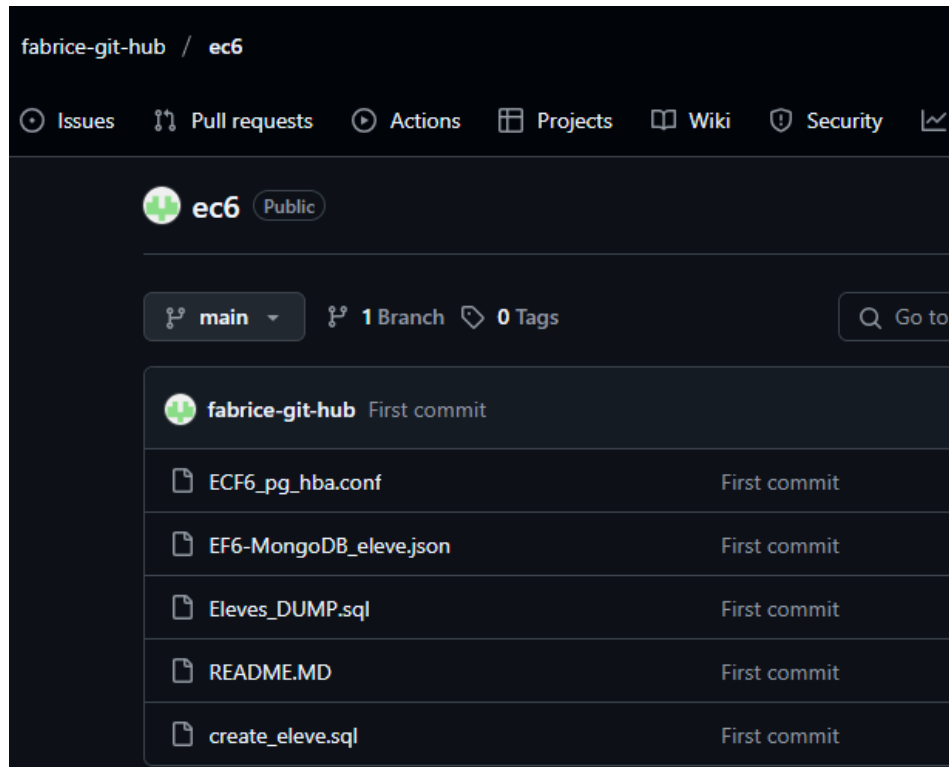 fabrice-git-hub / ec6
Issues Pull requests Actions Projects Wiki Security
ec6 Public
main 1 Branch 0 Tags Go to
fabrice-git-hub First commit
ECF6_pg_hba.conf First commit
EF6-MongoDB_eleve.json First commit
Eleves_DUMP.sql First commit
README.MD First commit
create_eleve.sql First commit